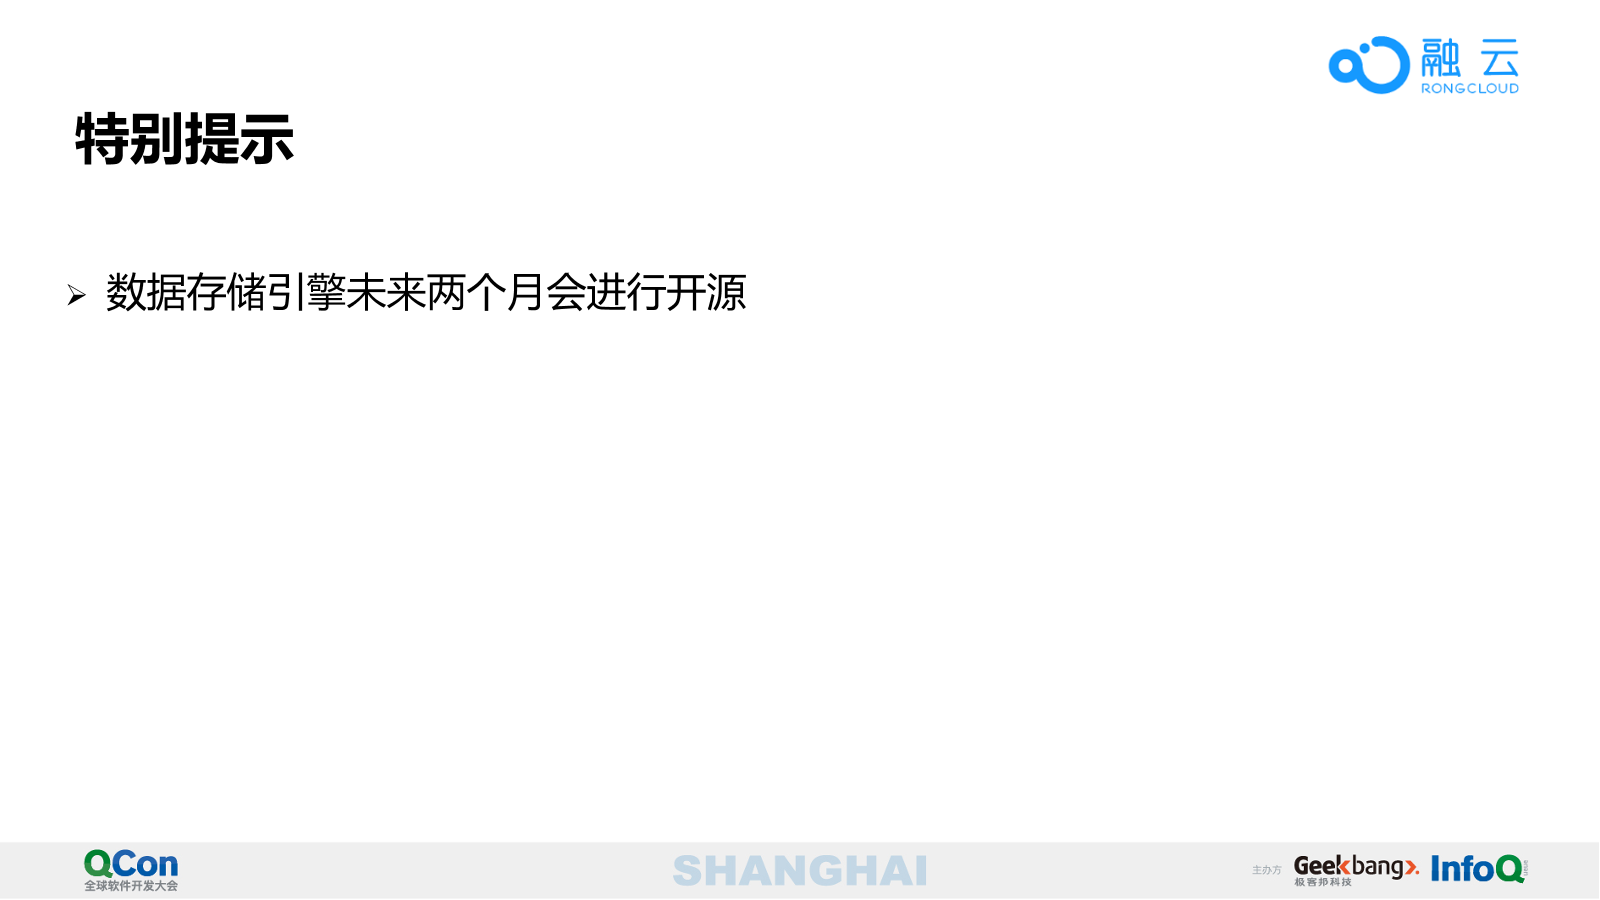 融 云
RONGCLOUD
特别提示
➢ 数据存储引擎未来两个月会进行开源
QCon
全球软件开发大会
SHANGHAI
主办方
Geekbang>.
极客邦科技
InfoQ